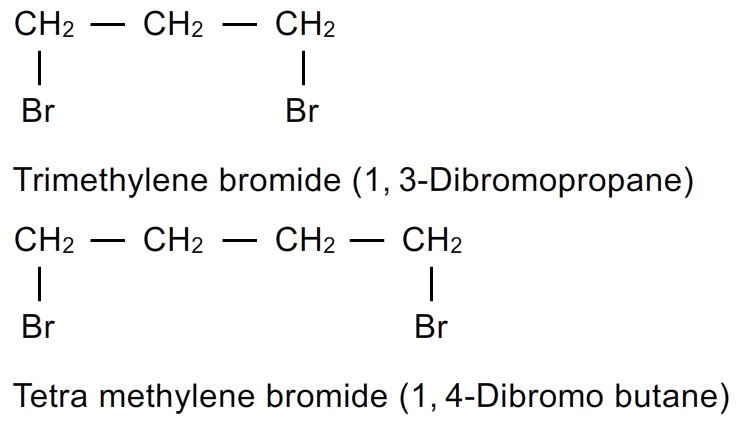 CH₂ — CH₂ — CH₂
| |
Br Br
Trimethylene bromide (1, 3-Dibromopropane)
CH₂ — CH₂ — CH₂ — CH₂
| |
Br Br
Tetra methylene bromide (1, 4-Dibromo butane)